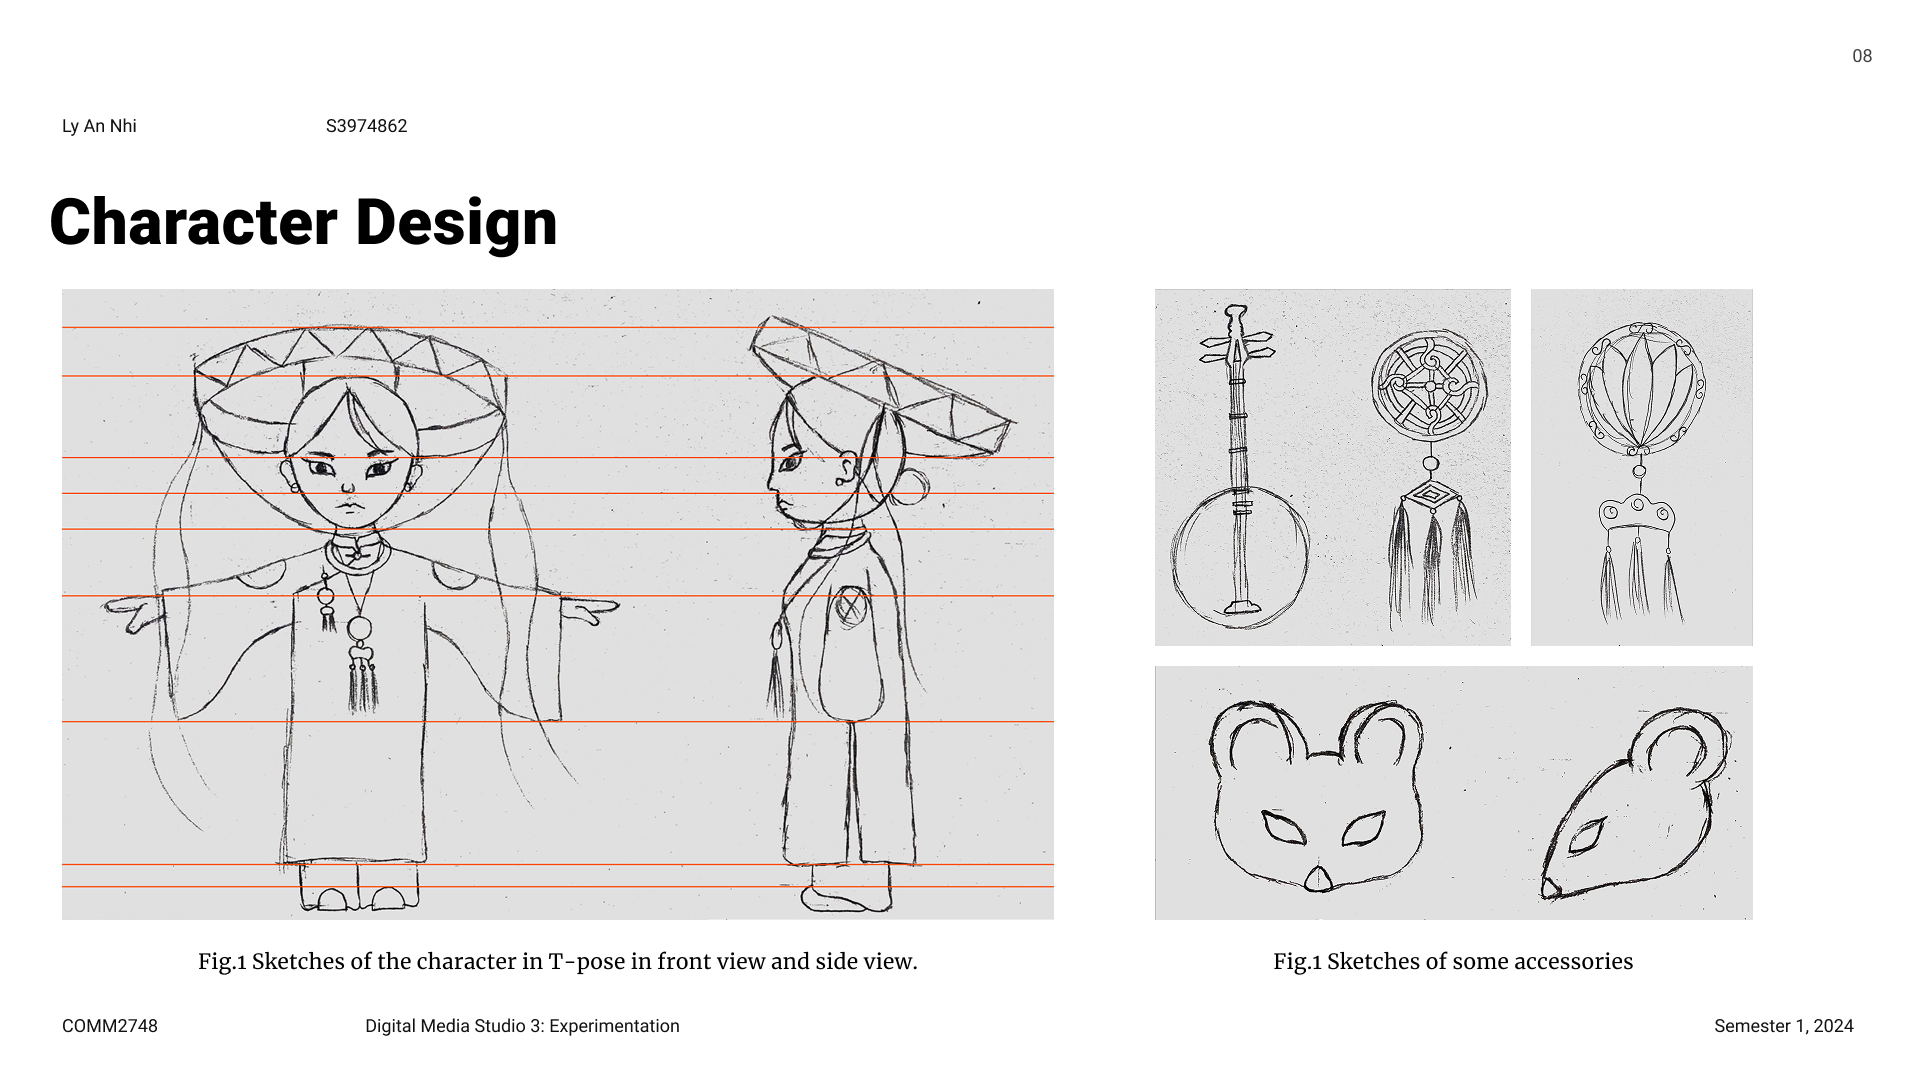 08
Ly An Nhi
S3974862
Character Design
Fig.1 Sketches of the character in T-pose in front view and side view.
Fig.1 Sketches of some accessories
COMM2748
Digital Media Studio 3: Experimentation
Semester 1, 2024